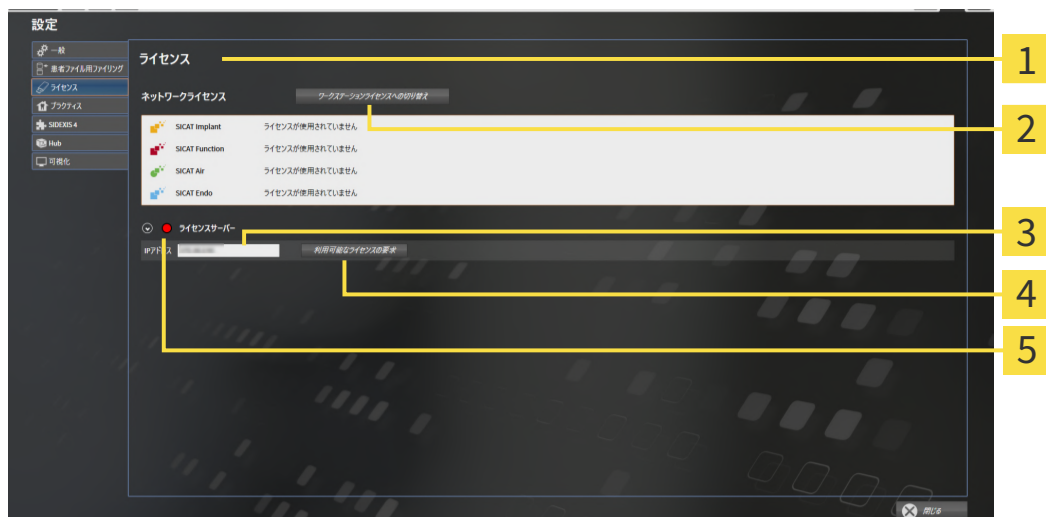 設定
一般
患者ファイル用ファイリング
ライセンス
プラクティス
SIDEXIS 4
Hub
可視化
ライセンス
ネットワークライセンス
ワークステーションライセンスへの切り替え
SICAT Implant ライセンスが使用されていません
SICAT Function ライセンスが使用されていません
SICAT Air ライセンスが使用されていません
SICAT Endo ライセンスが使用されていません
ライセンスサーバー
IPアドレス
利用可能なライセンスの要求
閉じる
1
2
3
4
5